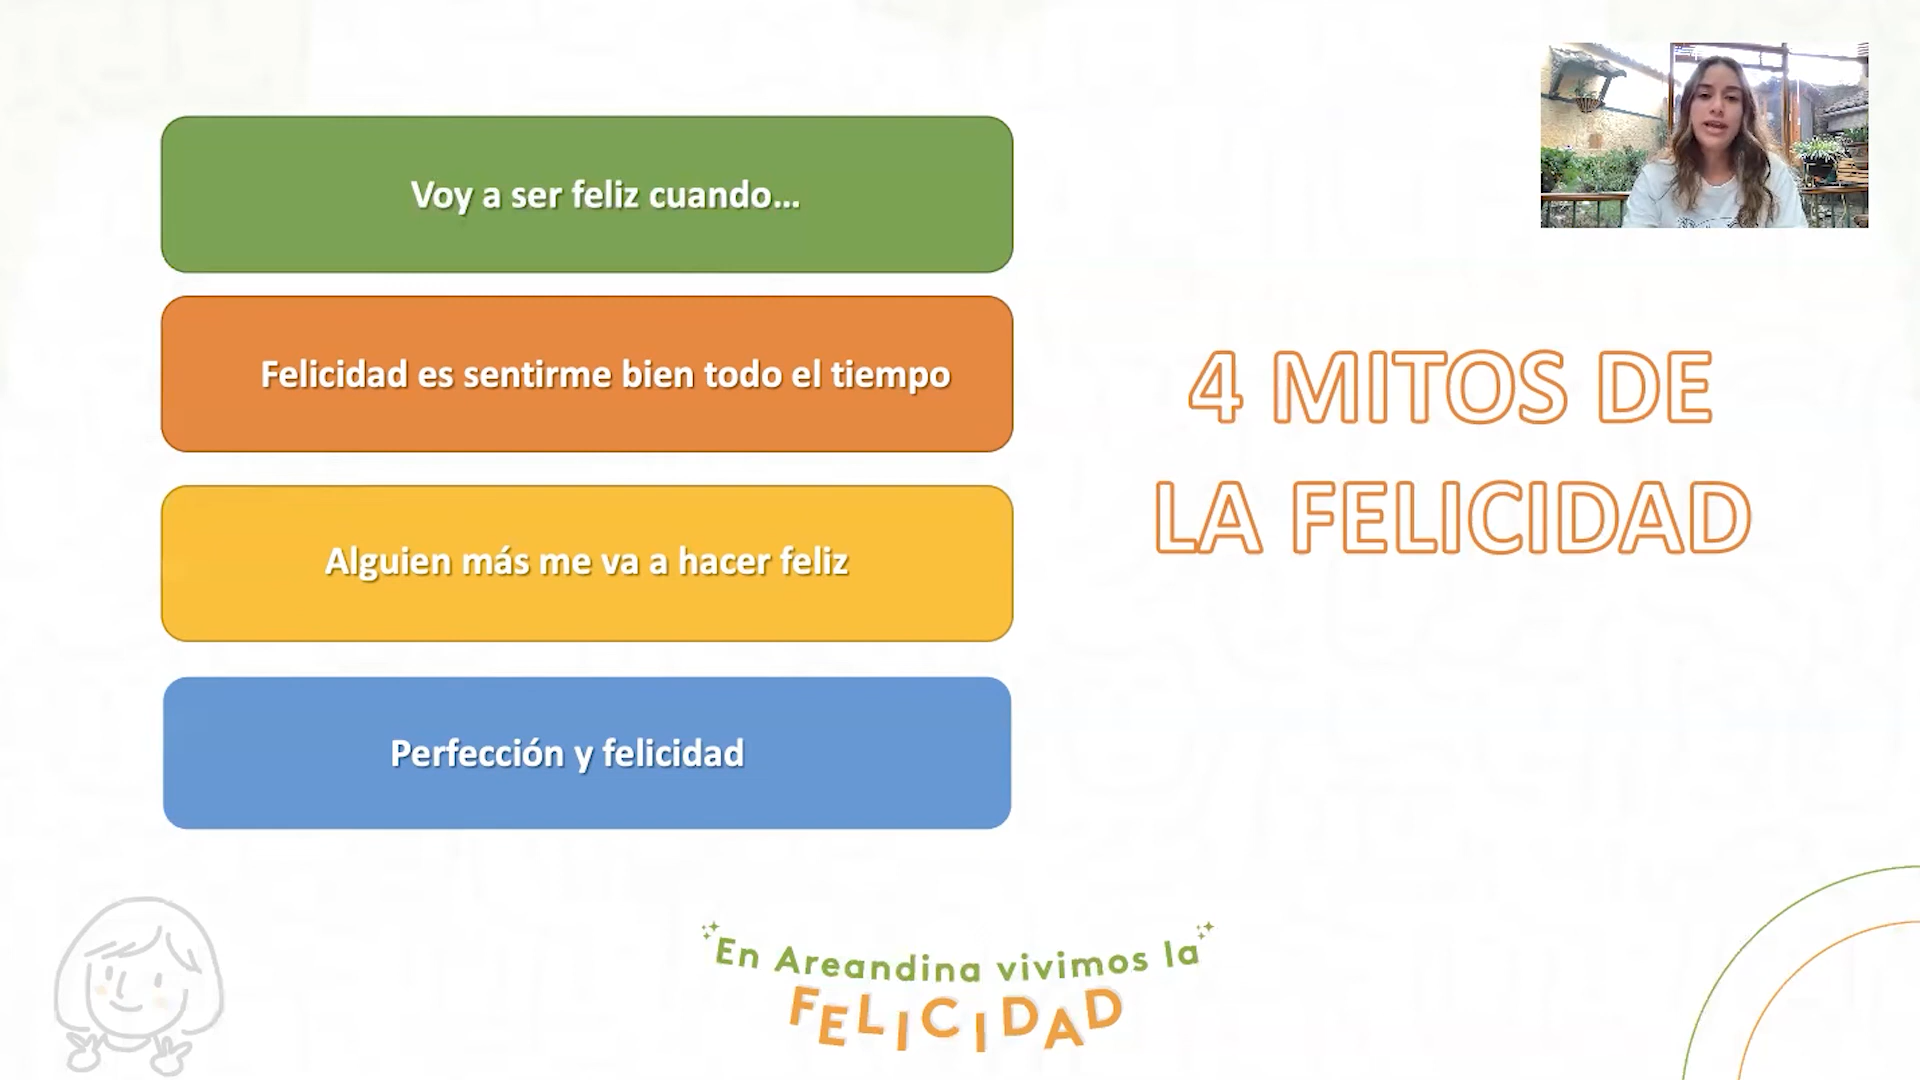 Voy a ser feliz cuando...
Felicidad es sentirme bien todo el tiempo
Alguien más me va a hacer feliz
Perfección y felicidad
4 MITOS DE
LA FELICIDAD
En Areandina vivimos la
FELICIDAD